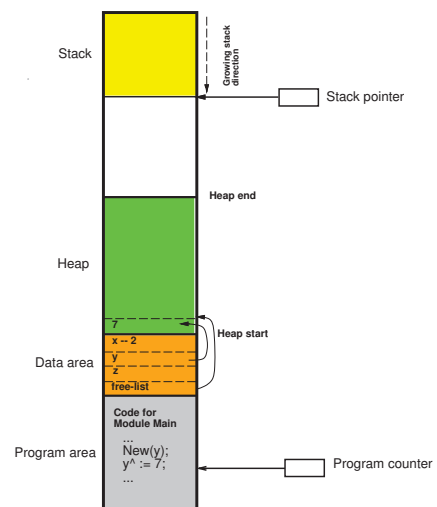 Stack
Growing stack
direction
Stack pointer
Heap end
Heap
Heap start
7
x -- 2
Data area
y
z
free-list
Code for
Module Main
...
New(y);
Program area
y^ := 7;
Program counter
...